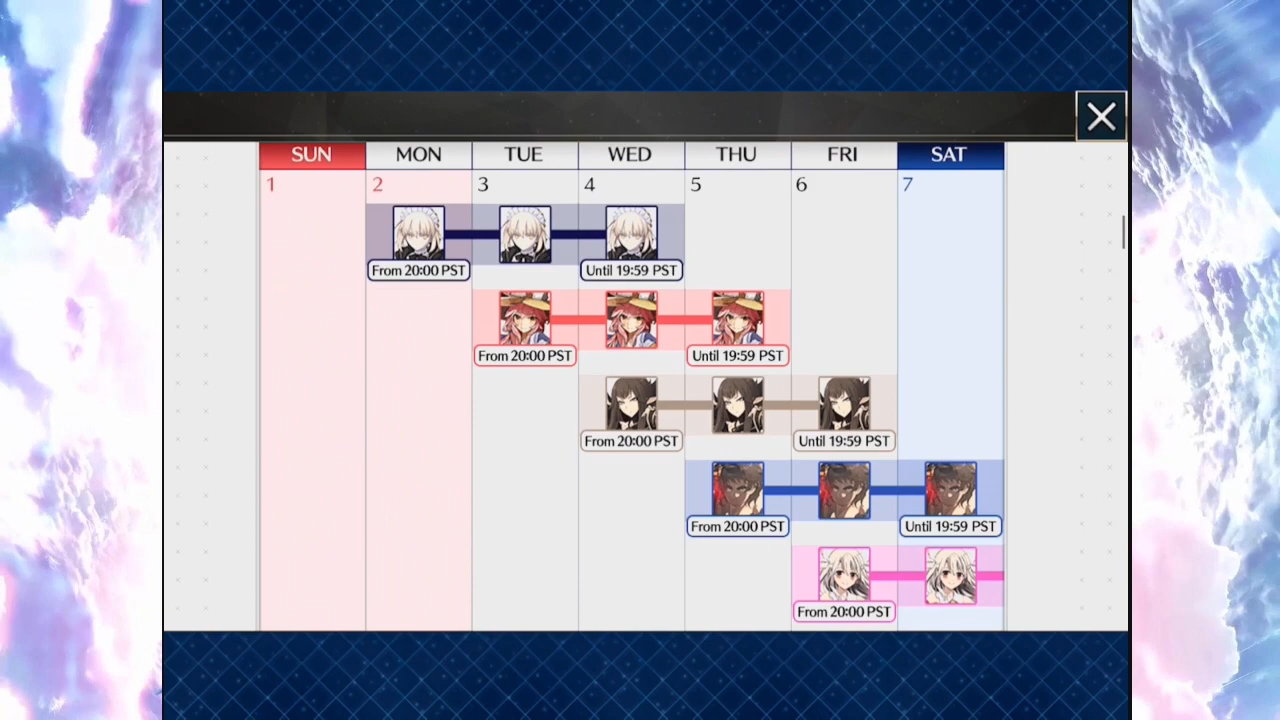 SUN MON TUE WED THU FRI SAT
1 2 3 4 5 6 7
From 20:00 PST Until 19:59 PST
From 20:00 PST Until 19:59 PST
From 20:00 PST Until 19:59 PST
From 20:00 PST Until 19:59 PST
From 20:00 PST